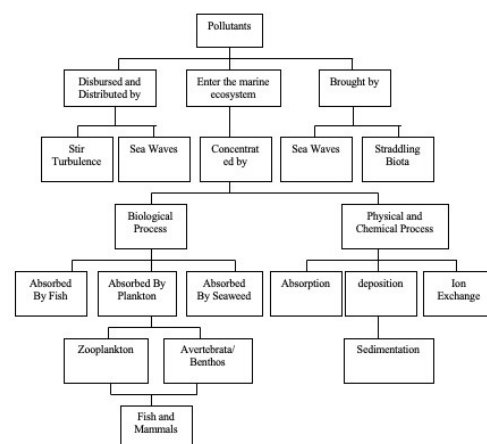 Pollutants
Disbursed and
Distributed by
Enter the marine
ecosystem
Brought by
Stir
Turbulence
Sea Waves
Concentrat
ed by
Sea Waves
Straddling
Biota
Biological
Process
Physical and
Chemical Process
Absorbed
By Fish
Absorbed By
Plankton
Absorbed
By Seaweed
Absorption
deposition
Ion
Exchange
Zooplankton
Avertebrata/
Benthos
Sedimentation
Fish and
Mammals